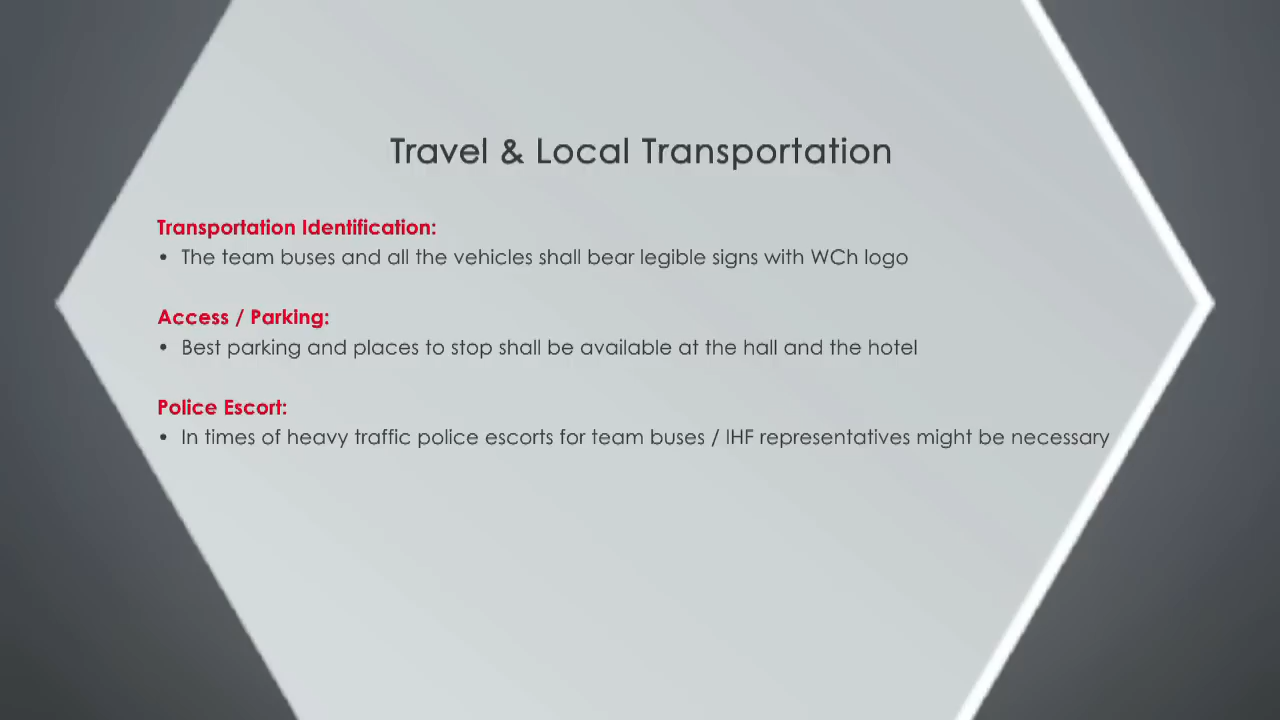 Travel & Local Transportation
Transportation Identification:
• The team buses and all the vehicles shall bear legible signs with WCh logo
Access / Parking:
• Best parking and places to stop shall be available at the hall and the hotel
Police Escort:
• In times of heavy traffic police escorts for team buses / IHF representatives might be necessary